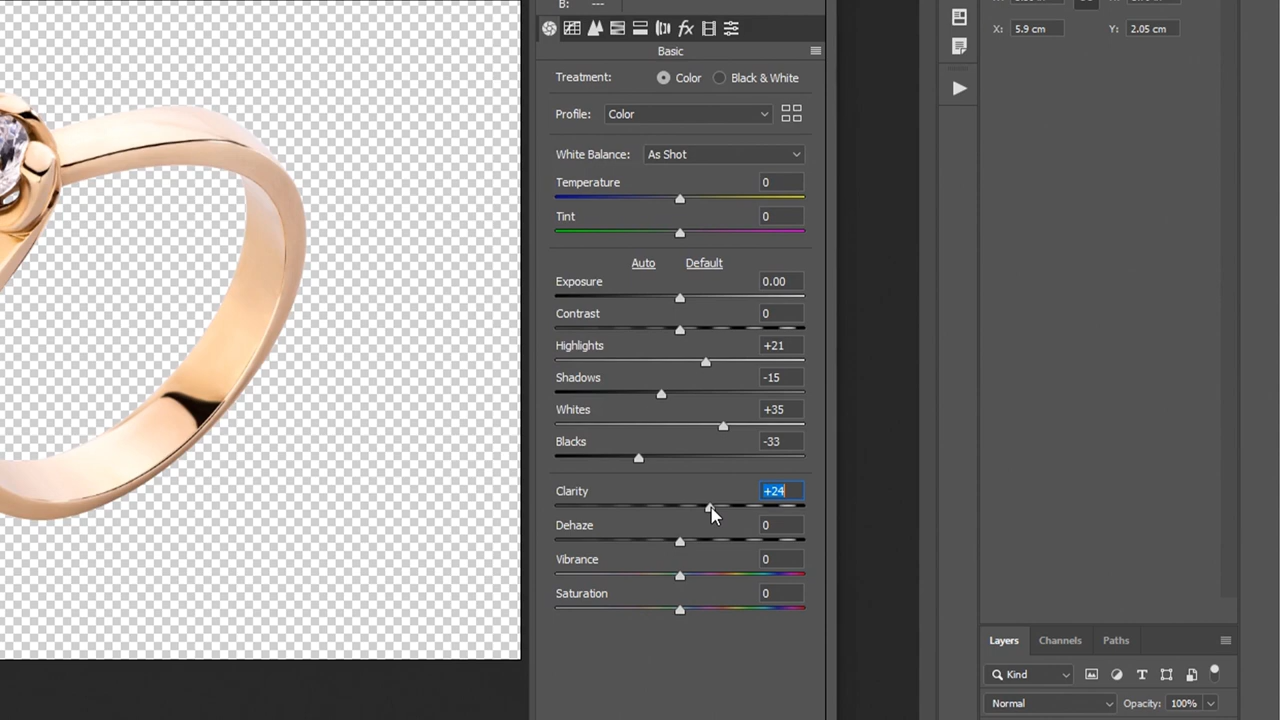 B: ---
X: 5.9 cm Y: 2.05 cm
fx
Basic
Treatment: Color Black & White
Profile: Color
White Balance: As Shot
Temperature 0
Tint 0
Auto Default
Exposure 0.00
Contrast 0
Highlights +21
Shadows -15
Whites +35
Blacks -33
Clarity +24
Dehaze 0
Vibrance 0
Saturation 0
Layers Channels Paths
Kind T
Normal Opacity: 100%